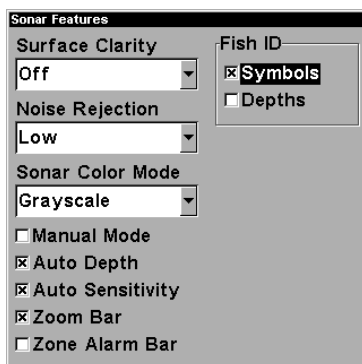 Sonar Features
Surface Clarity
Off
Noise Rejection
Low
Sonar Color Mode
Grayscale
Manual Mode
Auto Depth
Auto Sensitivity
Zoom Bar
Zone Alarm Bar
Fish ID
Symbols
Depths